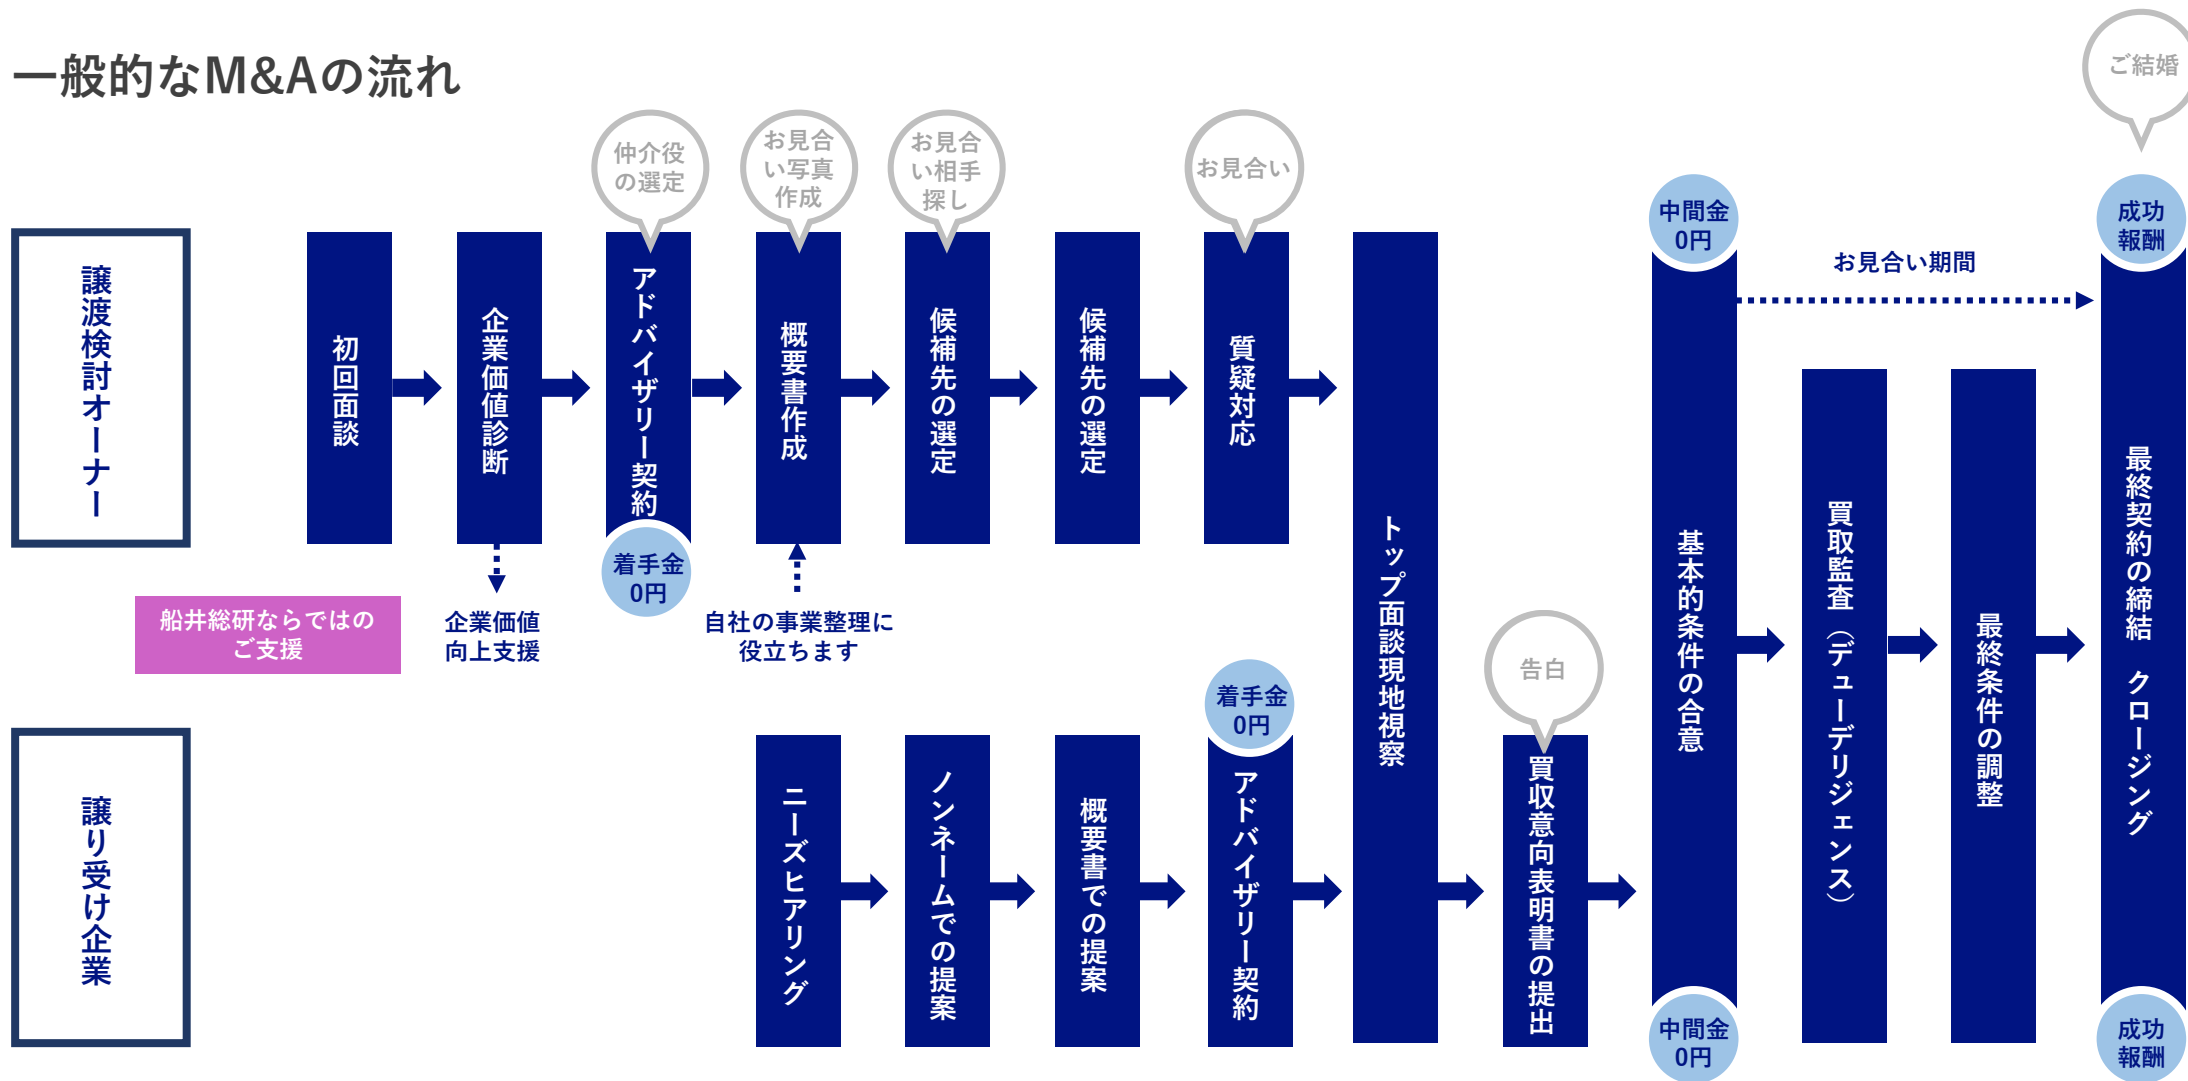 一般的なM&Aの流れ
ご結婚
仲介役
の選定
お見合
い写真
作成
お見合
い相手
探し
お見合い
中間金
0円
成功
報酬
お見合い期間
譲渡検討オーナー
初回面談
企業価値診断
アドバイザリー契約
概要書作成
候補先の選定
候補先の選定
質疑対応
着手金
0円
船井総研ならではの
ご支援
企業価値
向上支援
自社の事業整理に
役立ちます
トップ面談現地視察
告白
基本的条件の合意
買取監査(デューデリジェンス)
最終条件の調整
最終契約の締結 クロージング
譲り受け企業
ニーズヒアリング
ノンネームでの提案
概要書での提案
着手金
0円
アドバイザリー契約
買収意向表明書の提出
中間金
0円
成功
報酬